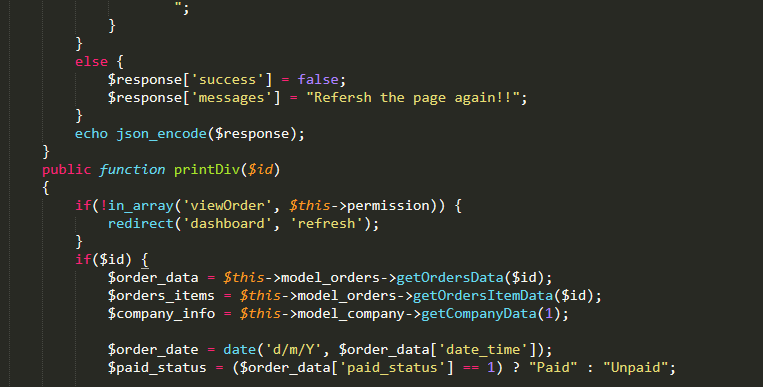 ";
}
}
else {
$response['success'] = false;
$response['messages'] = "Refersh the page again!!";
}
echo json_encode($response);
}
public function printDiv($id)
{
if(!in_array('viewOrder', $this->permission)) {
redirect('dashboard', 'refresh');
}
if($id) {
$order_data = $this->model_orders->getOrdersData($id);
$orders_items = $this->model_orders->getOrdersItemData($id);
$company_info = $this->model_company->getCompanyData(1);
$order_date = date('d/m/Y', $order_data['date_time']);
$paid_status = ($order_data['paid_status'] == 1) ? "Paid" : "Unpaid";